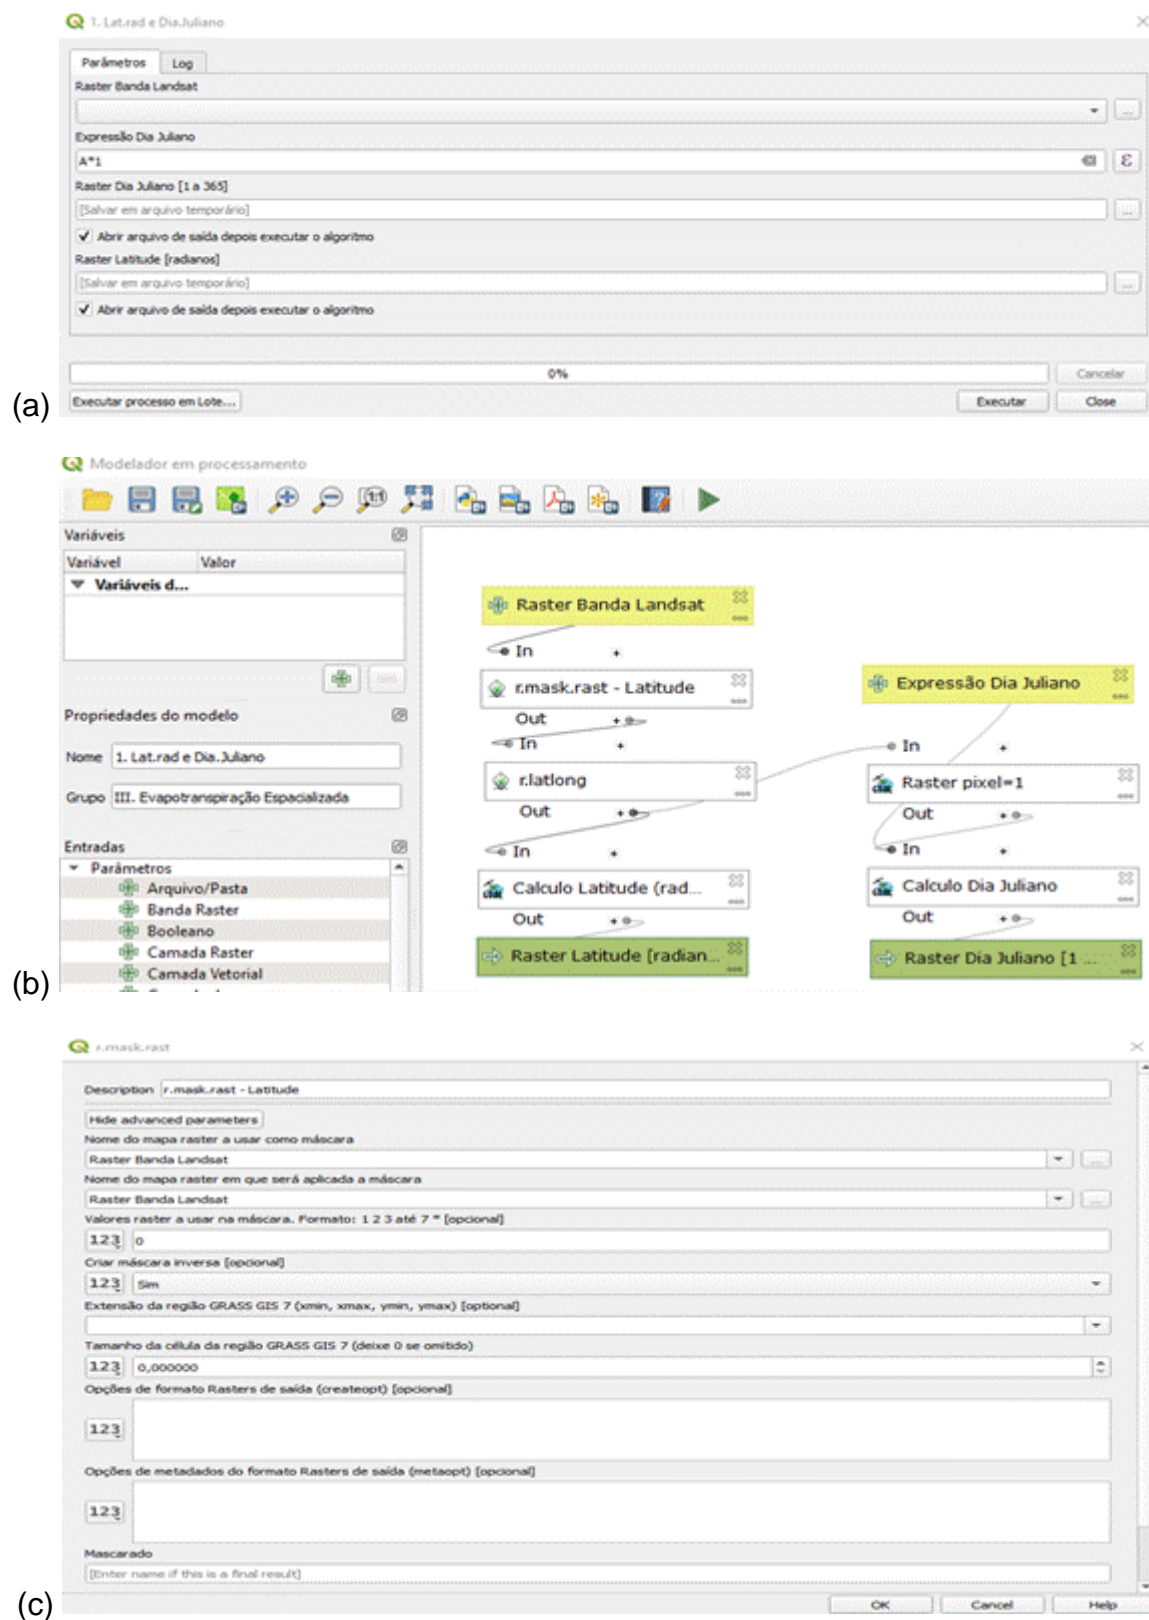 1. Lat.rad e Dia.Juliano
Parâmetros Log
Raster Banda Landsat
...
Expressão Dia Juliano
A*1
ε
Raster Dia Juliano [1 a 365]
[Salvar em arquivo temporário]
...
Abrir arquivo de saída depois executar o algoritmo
Raster Latitude [radianos]
[Salvar em arquivo temporário]
...
Abrir arquivo de saída depois executar o algoritmo
0%
Cancelar
(a)
Executar processo em Lote...
Executar
Close
Modelador em processamento
Variáveis
Variável Valor
Variáveis d...
Propriedades do modelo
Nome 1. Lat.rad e Dia.Juliano
Grupo III. Evapotranspiração Espacializada
Entradas
Parâmetros
Arquivo/Pasta
Banda Raster
Booleano
Camada Raster
Camada Vetorial
1:1
Raster Banda Landsat
In +
r.mask.rast - Latitude
Out +
In +
r.latlong
Out +
In +
Calculo Latitude (rad...
Out +
Raster Latitude [radian...
Expressão Dia Juliano
In +
Raster pixel=1
Out +
In +
Calculo Dia Juliano
Out +
Raster Dia Juliano [1 ...
(b)
r.mask.rast
Description r.mask.rast - Latitude
Hide advanced parameters
Nome do mapa raster a usar como máscara
Raster Banda Landsat
...
Nome do mapa raster em que será aplicada a máscara
Raster Banda Landsat
...
Valores raster a usar na máscara. Formato: 1 2 3 até 7 * [opcional]
123 0
Criar máscara inversa [opcional]
123 Sim
Extensão da região GRASS GIS 7 (xmin, xmax, ymin, ymax) [optional]
Tamanho da célula da região GRASS GIS 7 (deixe 0 se omitido)
123 0,000000
Opções de formato Rasters de saída (createopt) [opcional]
123
Opções de metadados do formato Rasters de saída (metaopt) [opcional]
123
Mascarado
[Enter name if this is a final result]
(c)
OK Cancel Help